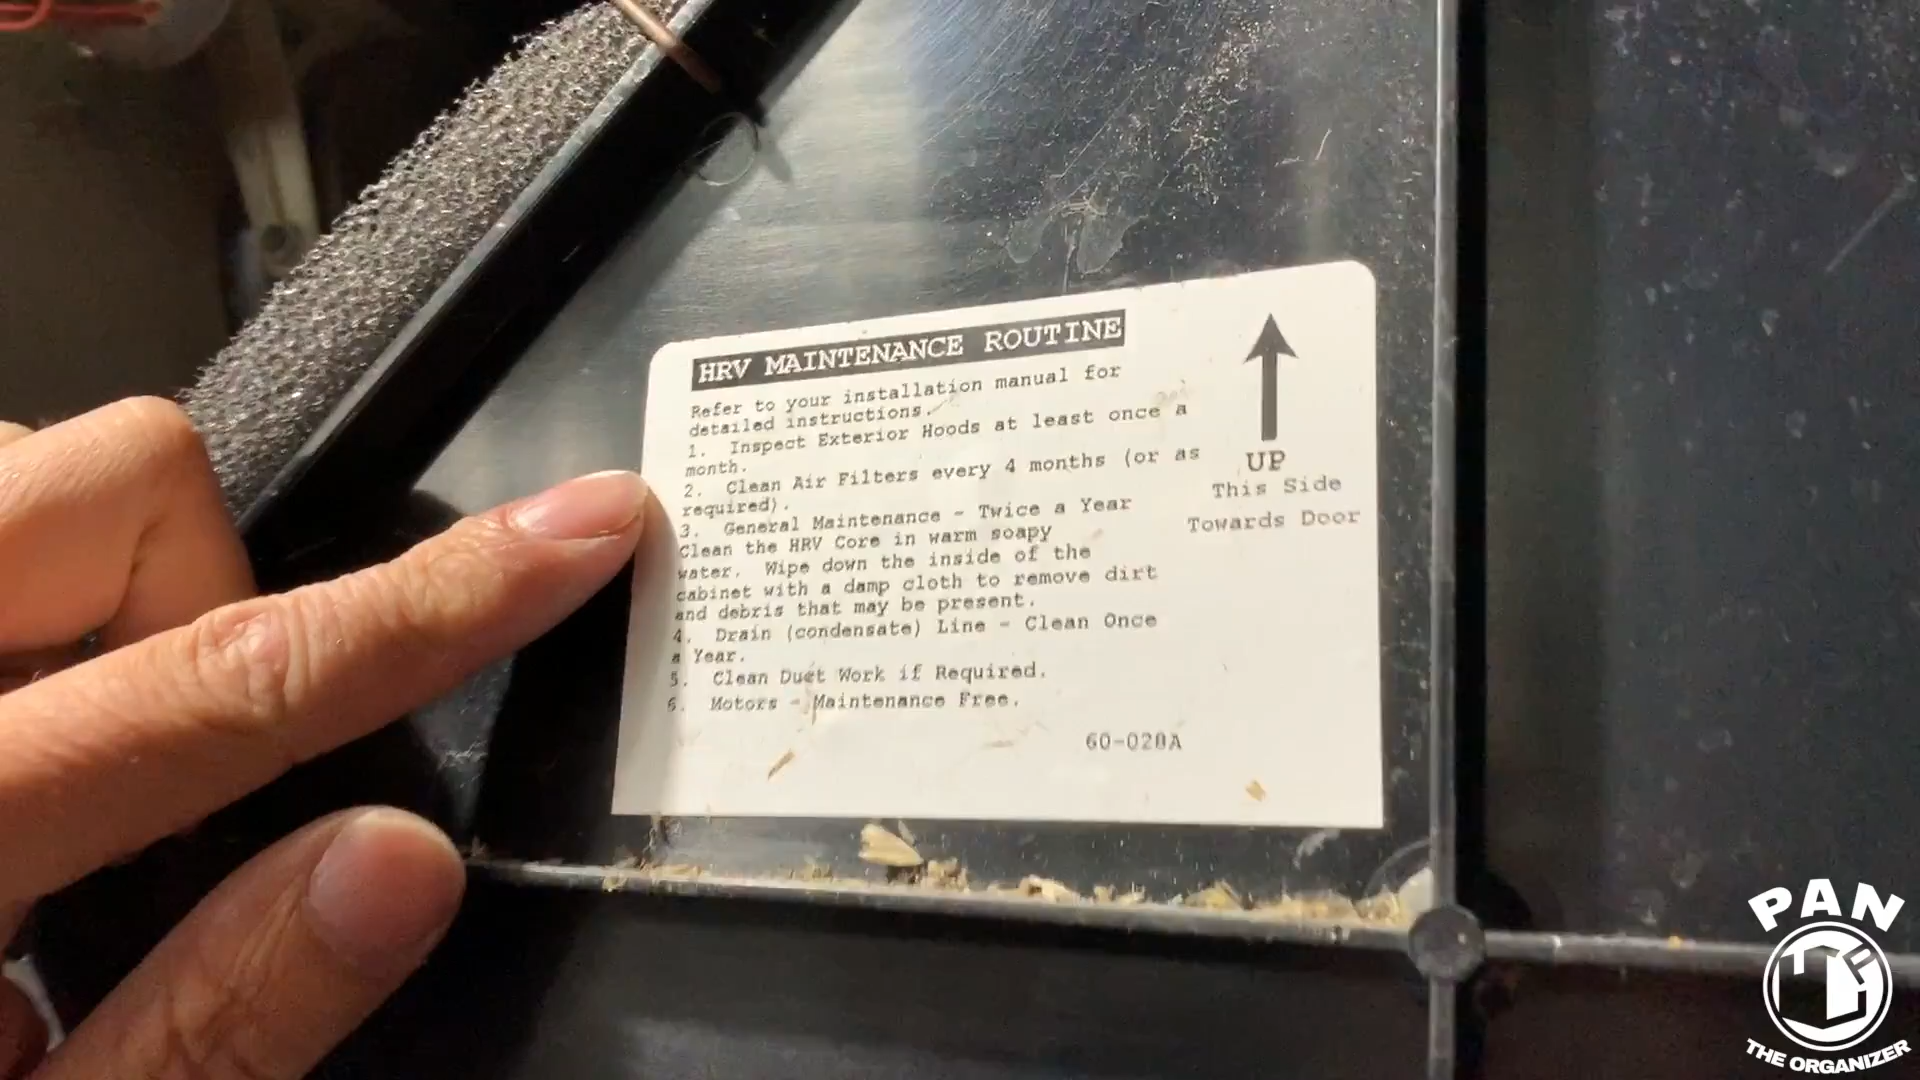 HRV MAINTENANCE ROUTINE
Refer to your installation manual for
detailed instructions.
1. Inspect Exterior Hoods at least once a
month.
2. Clean Air Filters every 4 months (or as
required).
3. General Maintenance - Twice a Year
Clean the HRV Core in warm soapy
water. Wipe down the inside of the
cabinet with a damp cloth to remove dirt
and debris that may be present.
4. Drain (condensate) Line - Clean Once
a Year.
5. Clean Duct Work if Required.
6. Motors - Maintenance Free.
60-028A
UP
This Side
Towards Door
PAN
THE ORGANIZER